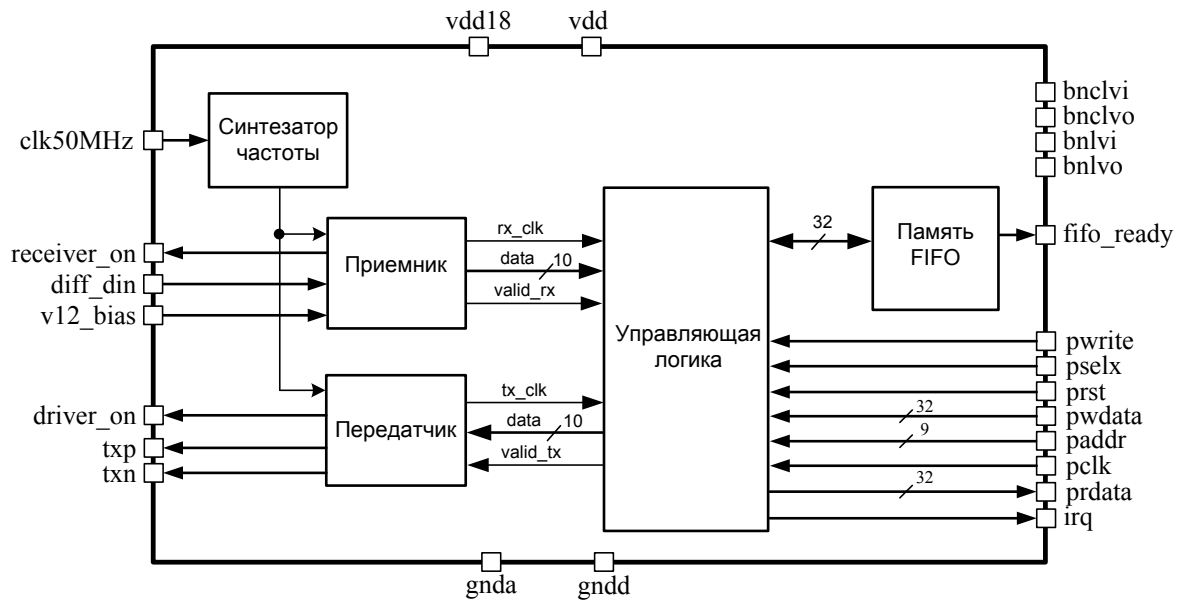 vdd18
vdd
bnclvi
bnclvo
bnlvi
bnlvo
clk50MHz
Синтезатор
частоты
receiver_on
diff_din
v12_bias
Приемник
rx_clk
data
10
valid_rx
Управляющая
логика
32
Память
FIFO
fifo_ready
driver_on
txp
txn
Передатчик
tx_clk
data
10
valid_tx
pwrite
pselx
prst
32
pwdata
9
paddr
pclk
32
prdata
irq
gnda
gndd